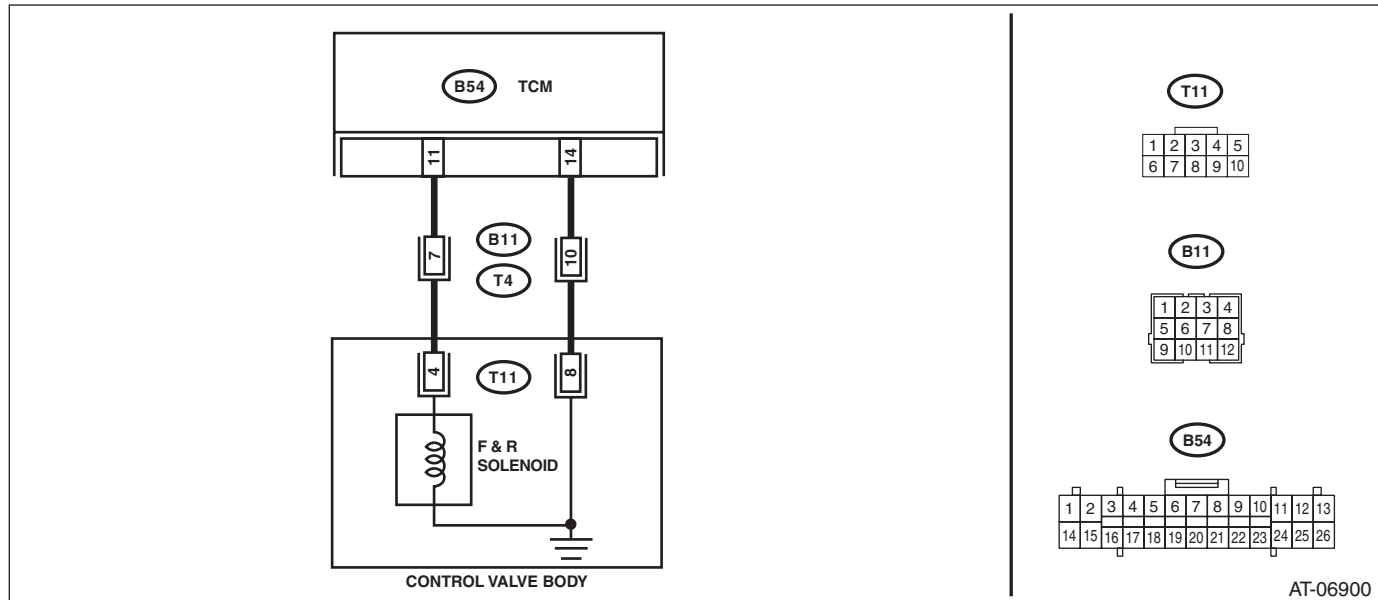 B54 TCM
11 14
B11
7 10
T4
4 T11 8
F & R
SOLENOID
CONTROL VALVE BODY
T11
1 2 3 4 5
6 7 8 9 10
B11
1 2 3 4
5 6 7 8
9 10 11 12
B54
1 2 3 4 5 6 7 8 9 10 11 12 13
14 15 16 17 18 19 20 21 22 23 24 25 26
AT-06900